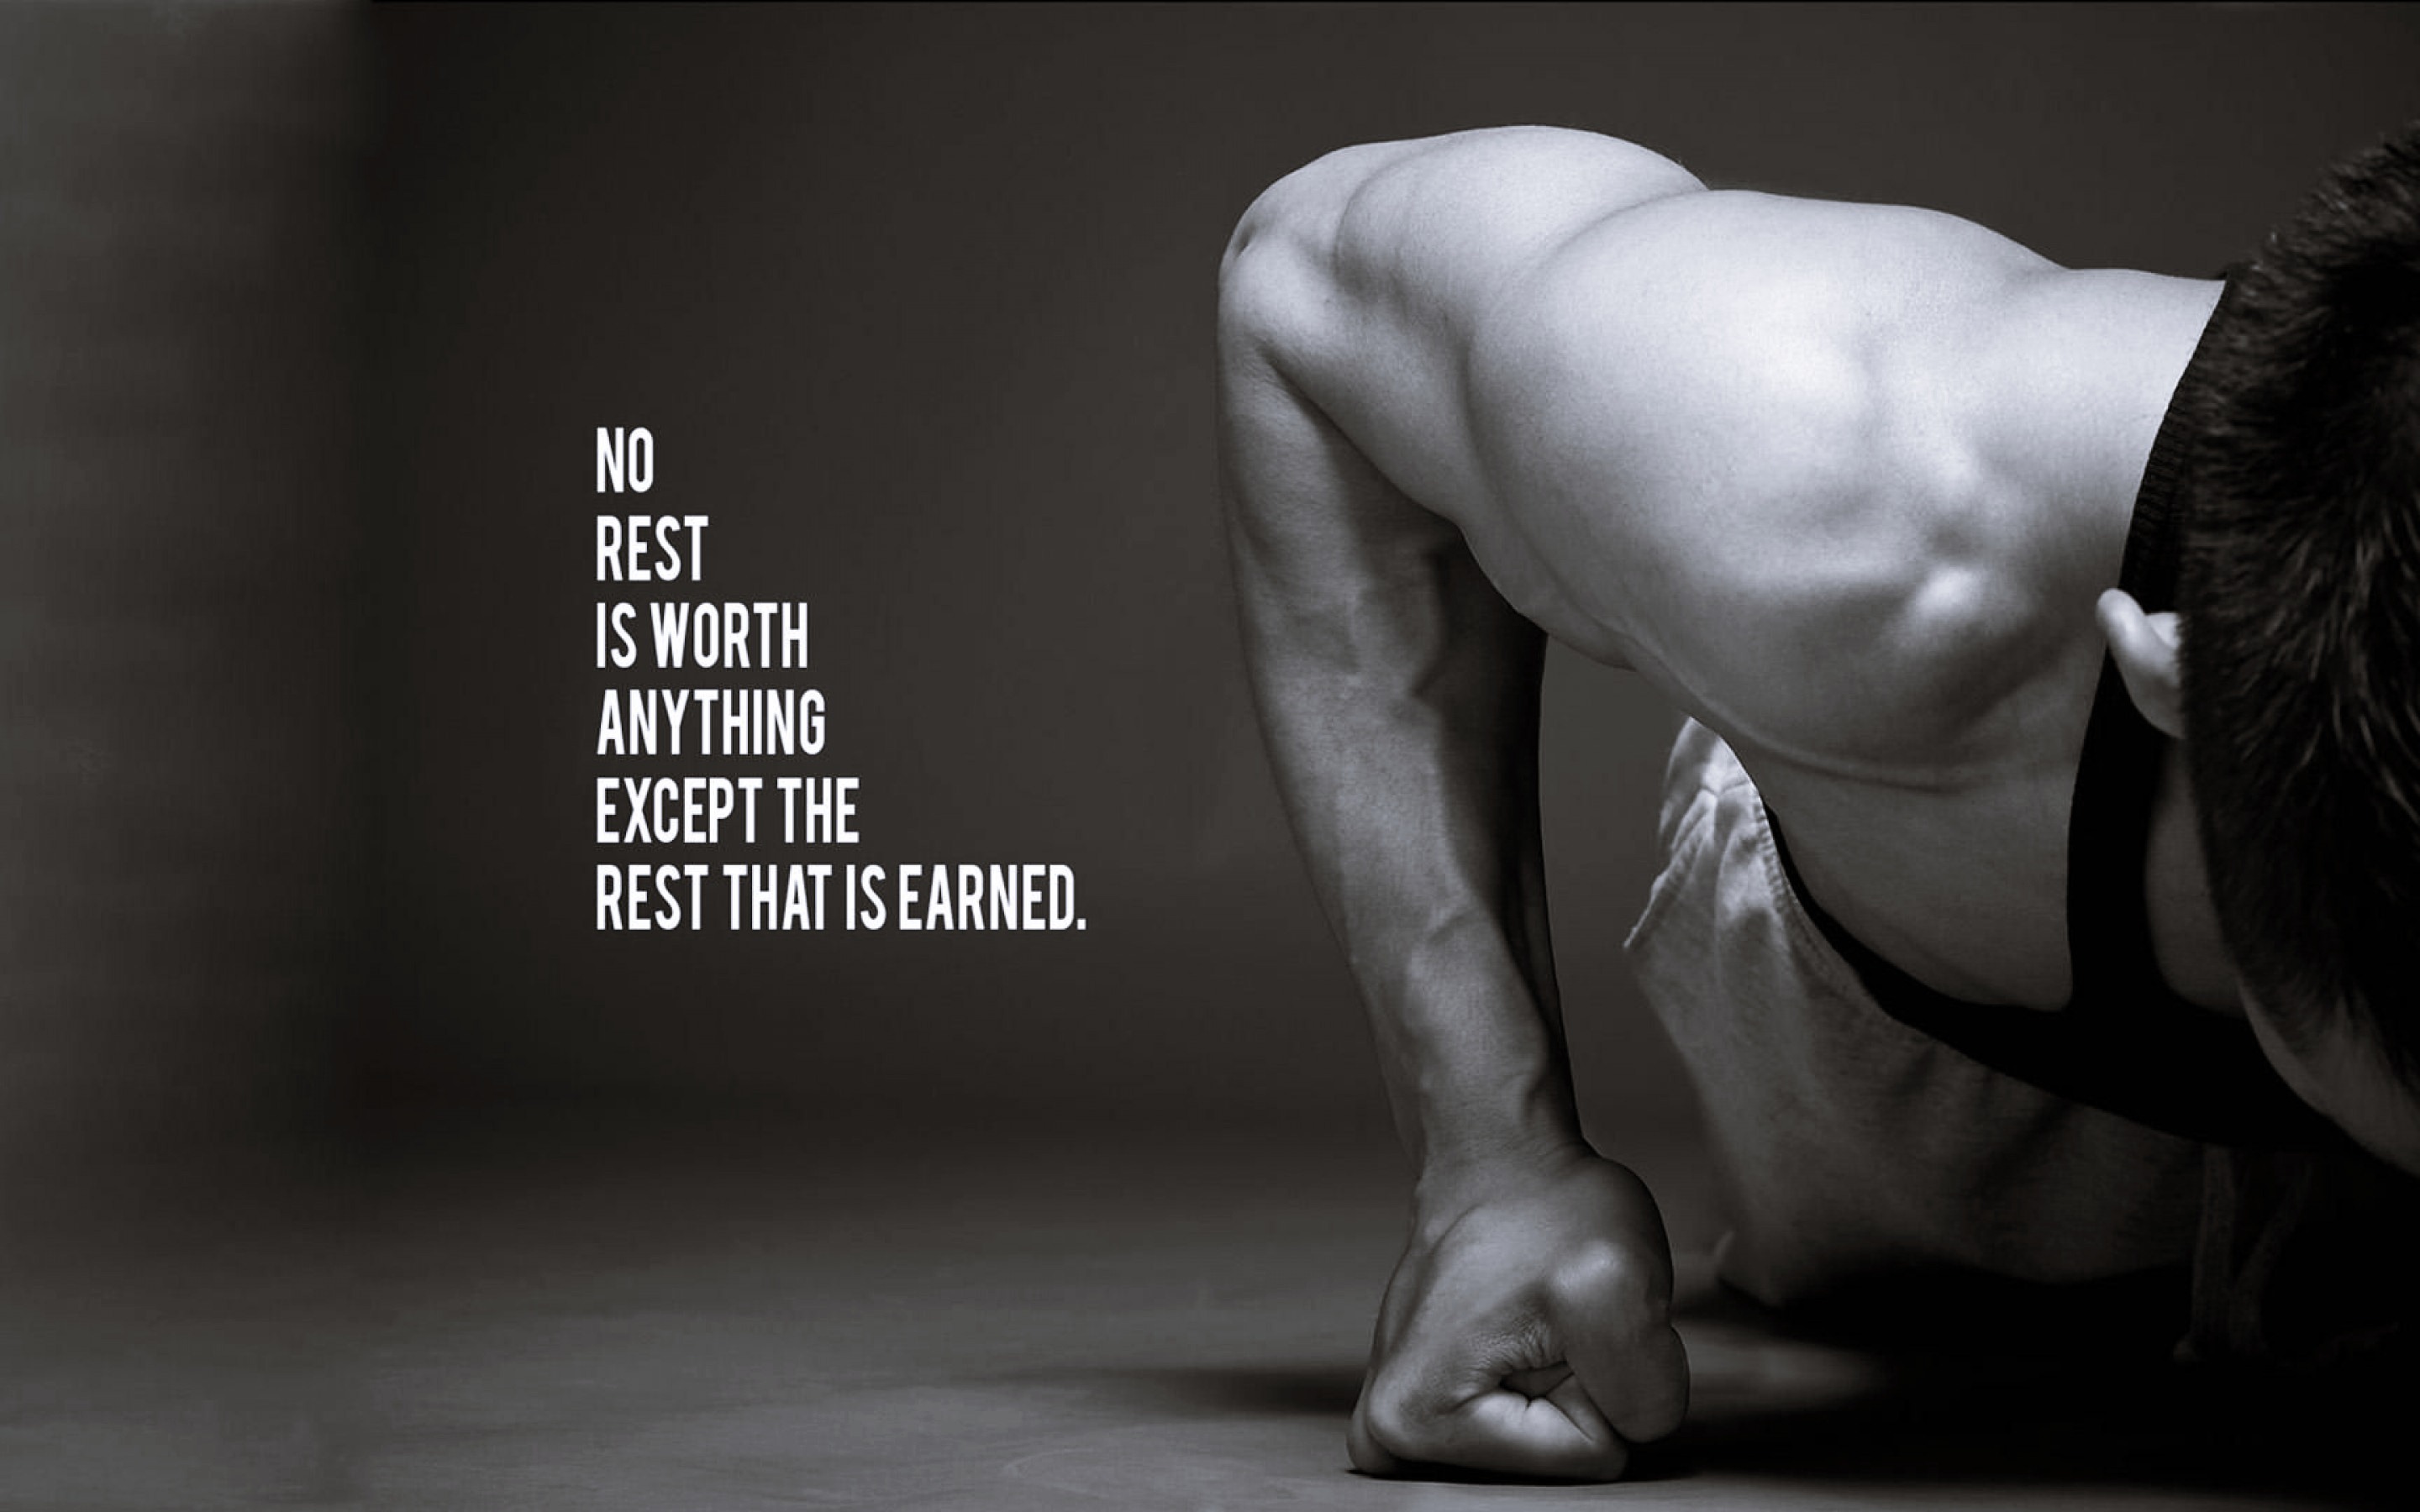 NO
REST
IS WORTH
ANYTHING
EXCEPT THE
REST THAT IS EARNED.